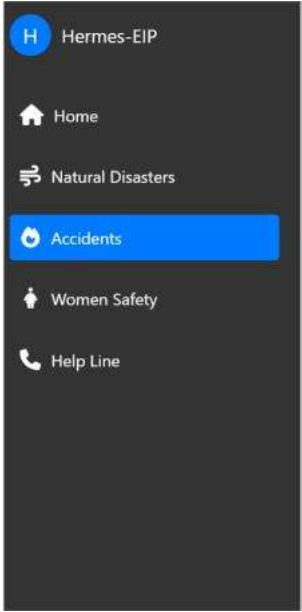 H Hermes-EIP
Home
Natural Disasters
Accidents
Women Safety
Help Line